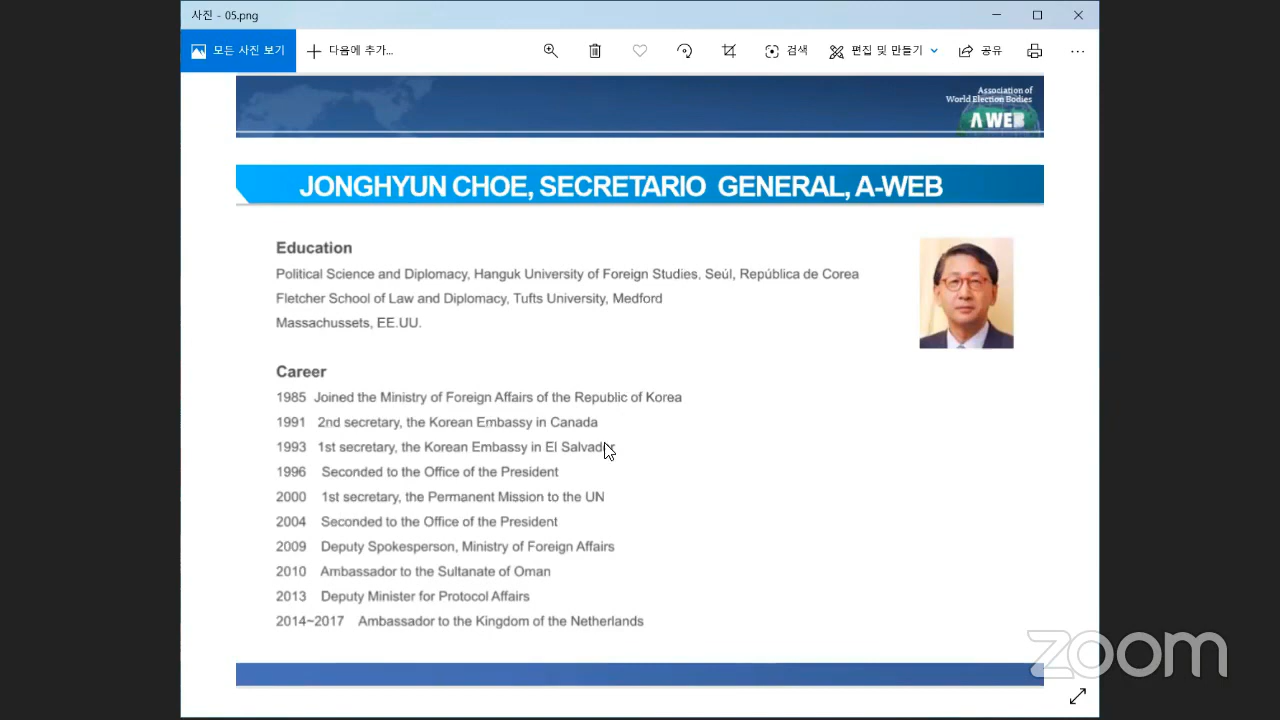 사진 - 05.png
모든 사진 보기
다음에 추가...
검색
편집 및 만들기
공유
Association of
World Election Bodies
A WEB
JONGHYUN CHOE, SECRETARIO GENERAL, A-WEB
Education
Political Science and Diplomacy, Hanguk University of Foreign Studies, Seúl, República de Corea
Fletcher School of Law and Diplomacy, Tufts University, Medford
Massachussets, EE.UU.
Career
1985 Joined the Ministry of Foreign Affairs of the Republic of Korea
1991 2nd secretary, the Korean Embassy in Canada
1993 1st secretary, the Korean Embassy in El Salvador
1996 Seconded to the Office of the President
2000 1st secretary, the Permanent Mission to the UN
2004 Seconded to the Office of the President
2009 Deputy Spokesperson, Ministry of Foreign Affairs
2010 Ambassador to the Sultanate of Oman
2013 Deputy Minister for Protocol Affairs
2014~2017 Ambassador to the Kingdom of the Netherlands
zoom